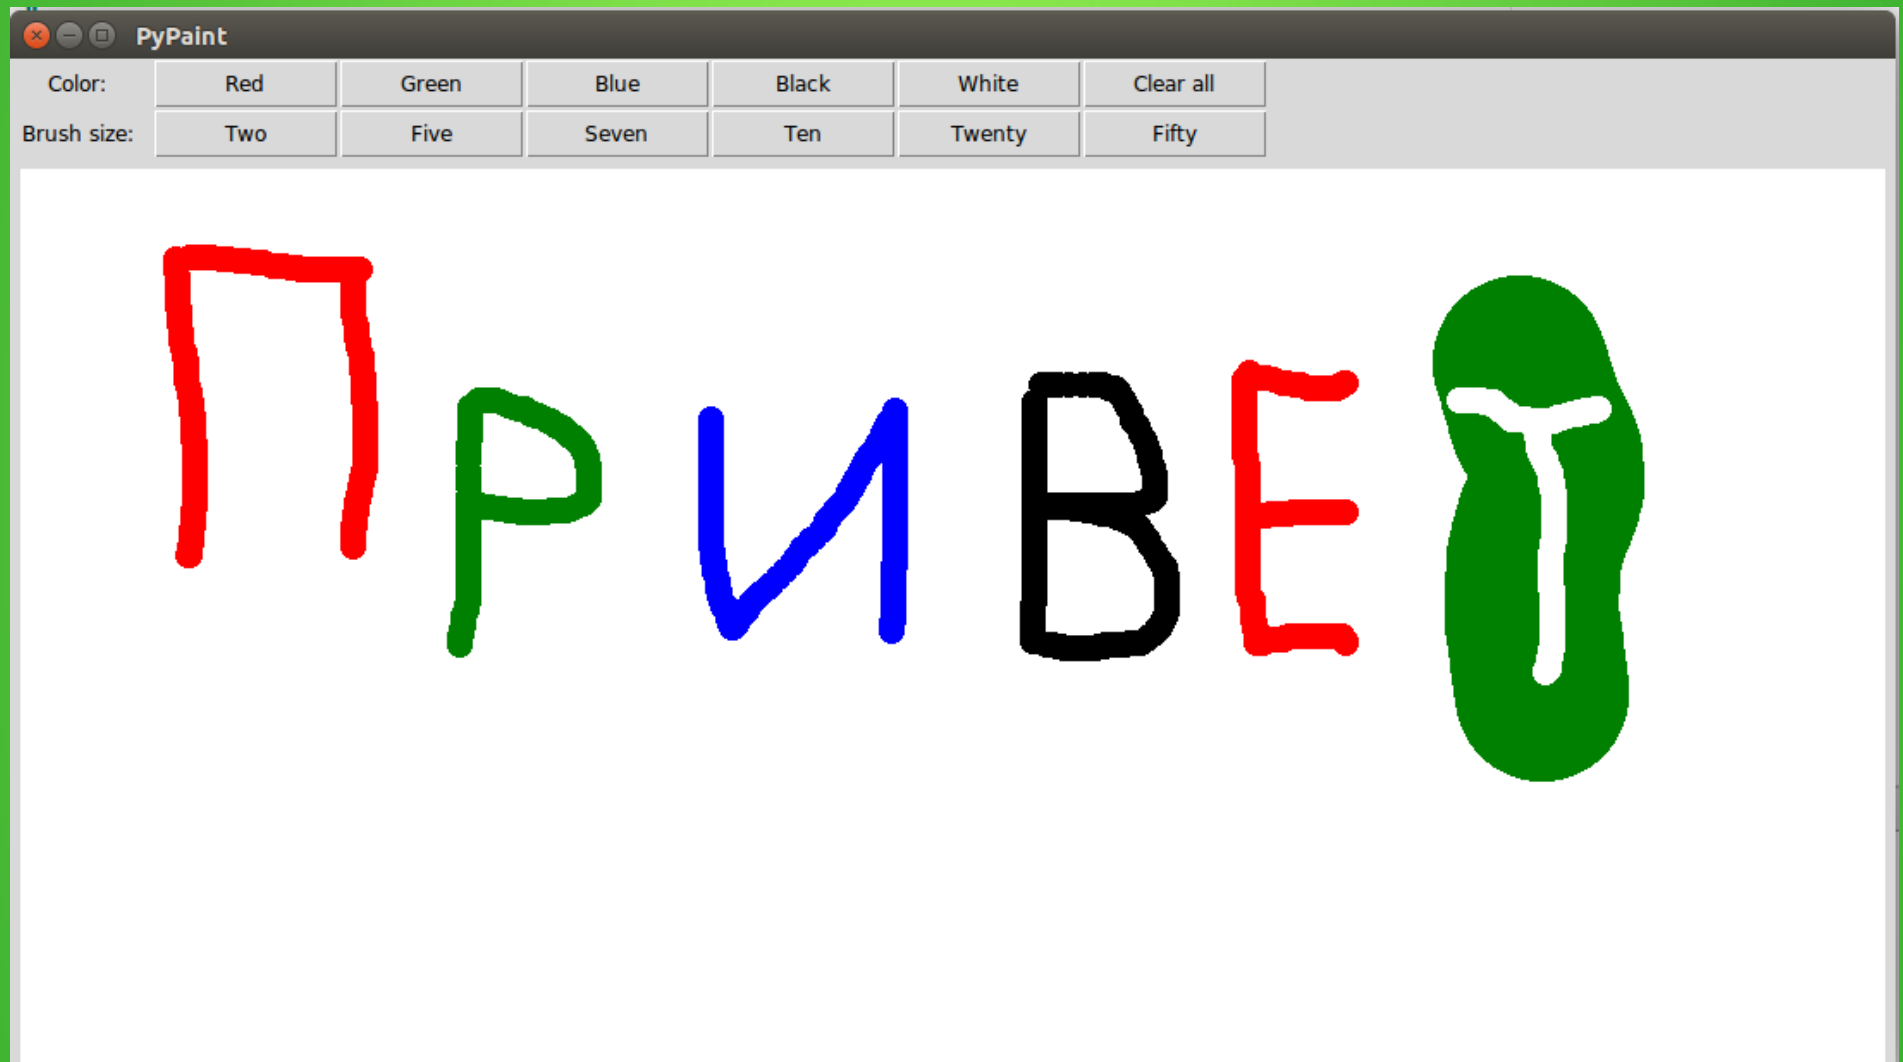 PyPaint
Color: Red Green Blue Black White Clear all
Brush size: Two Five Seven Ten Twenty Fifty
ПРИВЕТ